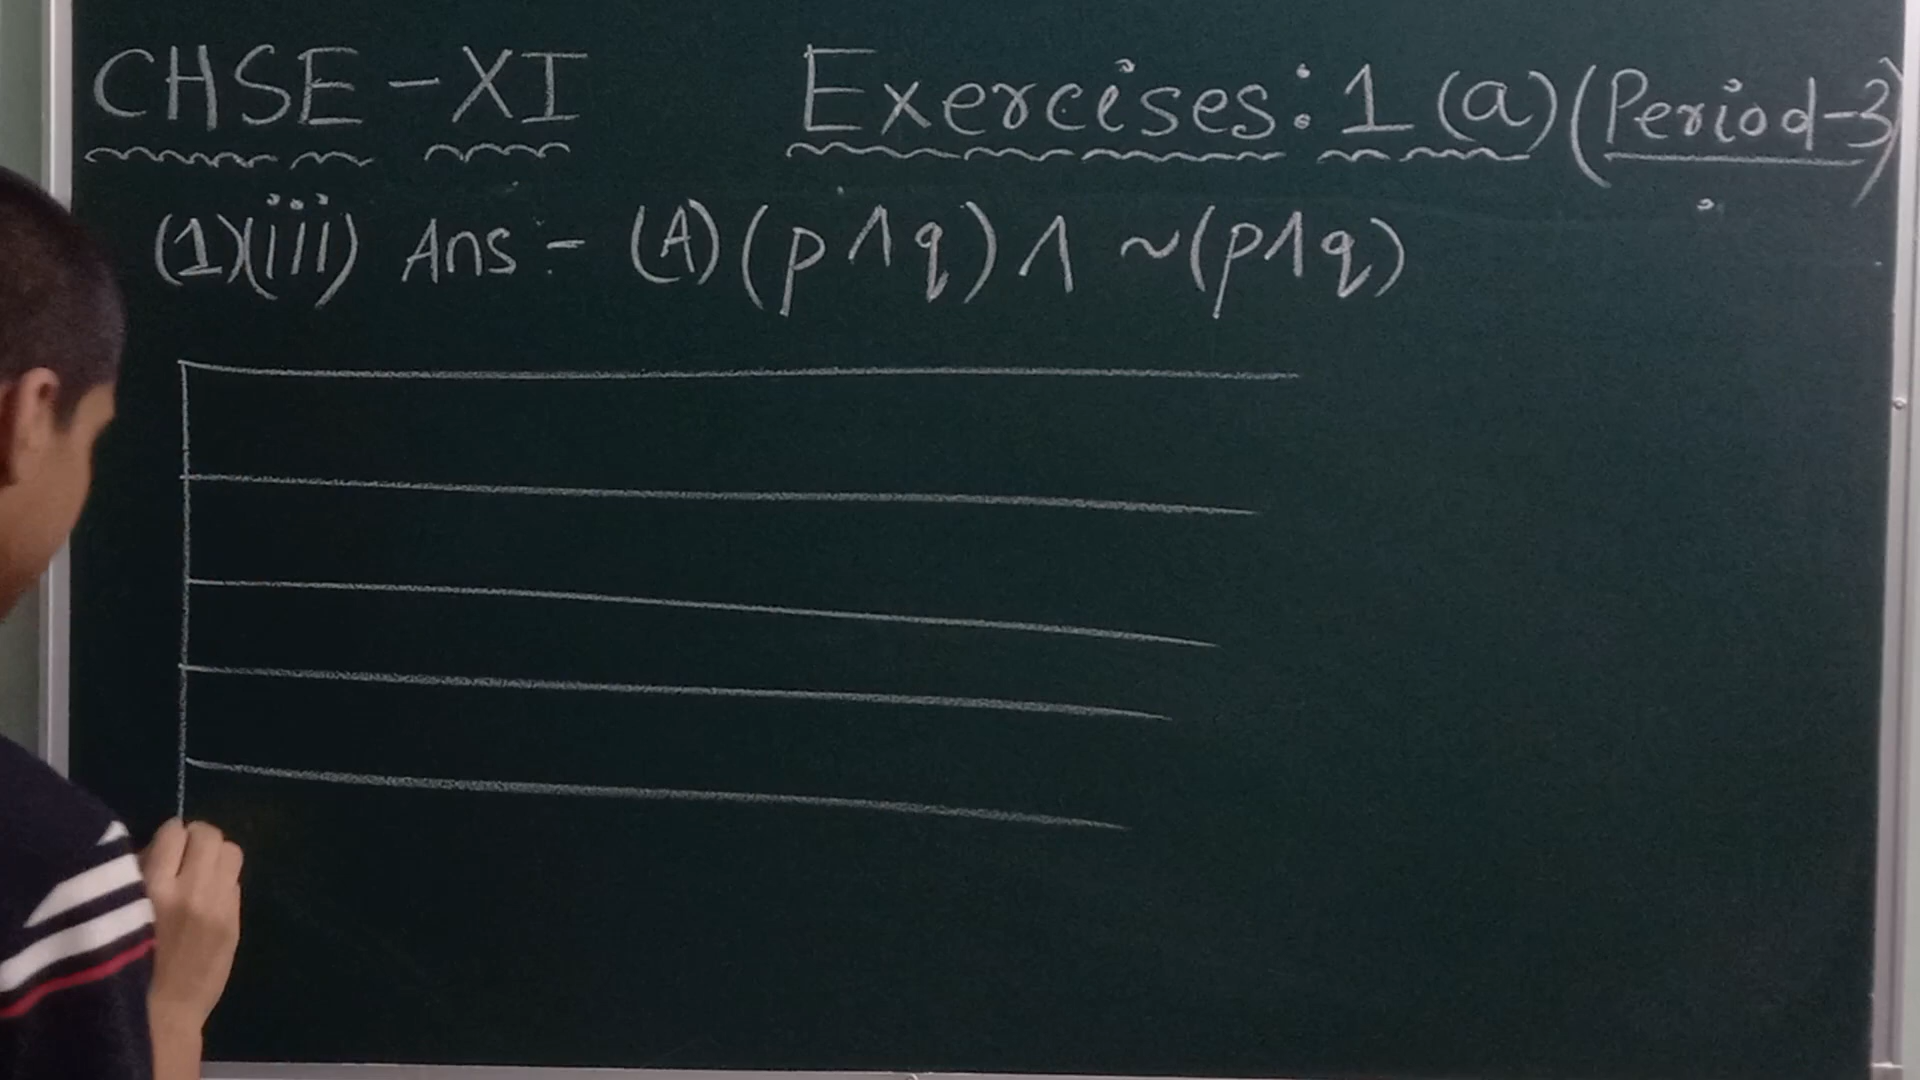 CHSE-XI Exercises: 1 (a) (Period-3)
(1)(iii) Ans :- (A) (p∧q) ∧ ~(p∧q)